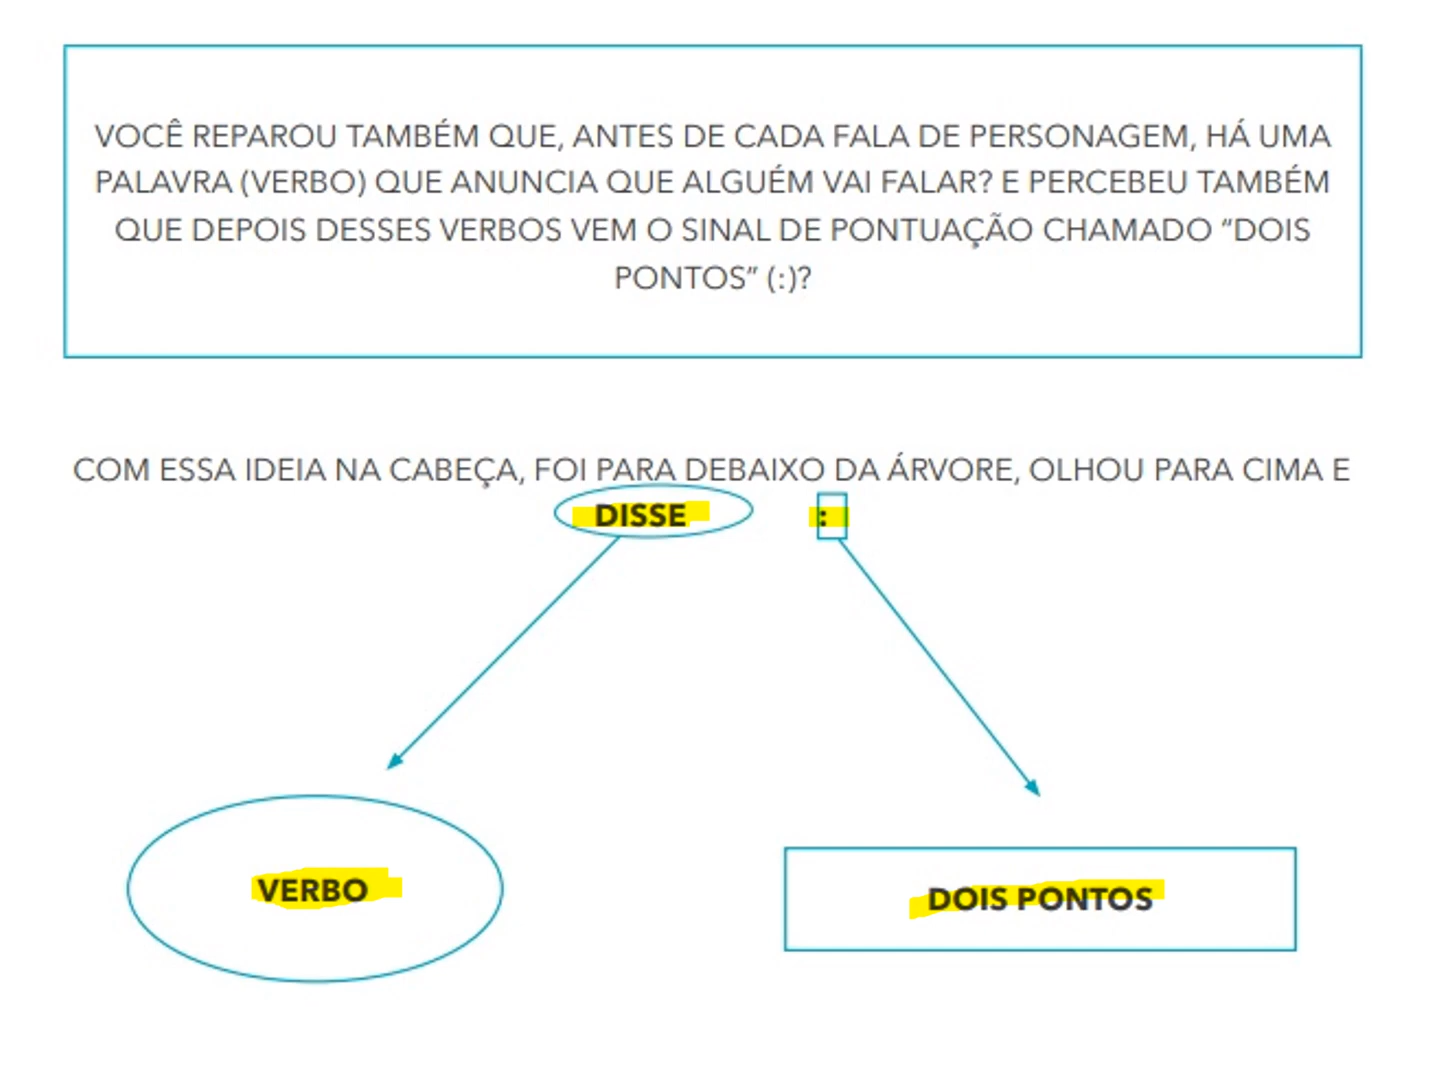 VOCÊ REPAROU TAMBÉM QUE, ANTES DE CADA FALA DE PERSONAGEM, HÁ UMA
PALAVRA (VERBO) QUE ANUNCIA QUE ALGUÉM VAI FALAR? E PERCEBEU TAMBÉM
QUE DEPOIS DESSES VERBOS VEM O SINAL DE PONTUAÇÃO CHAMADO “DOIS
PONTOS” (:)?
COM ESSA IDEIA NA CABEÇA, FOI PARA DEBAIXO DA ÁRVORE, OLHOU PARA CIMA E
DISSE :
VERBO
DOIS PONTOS